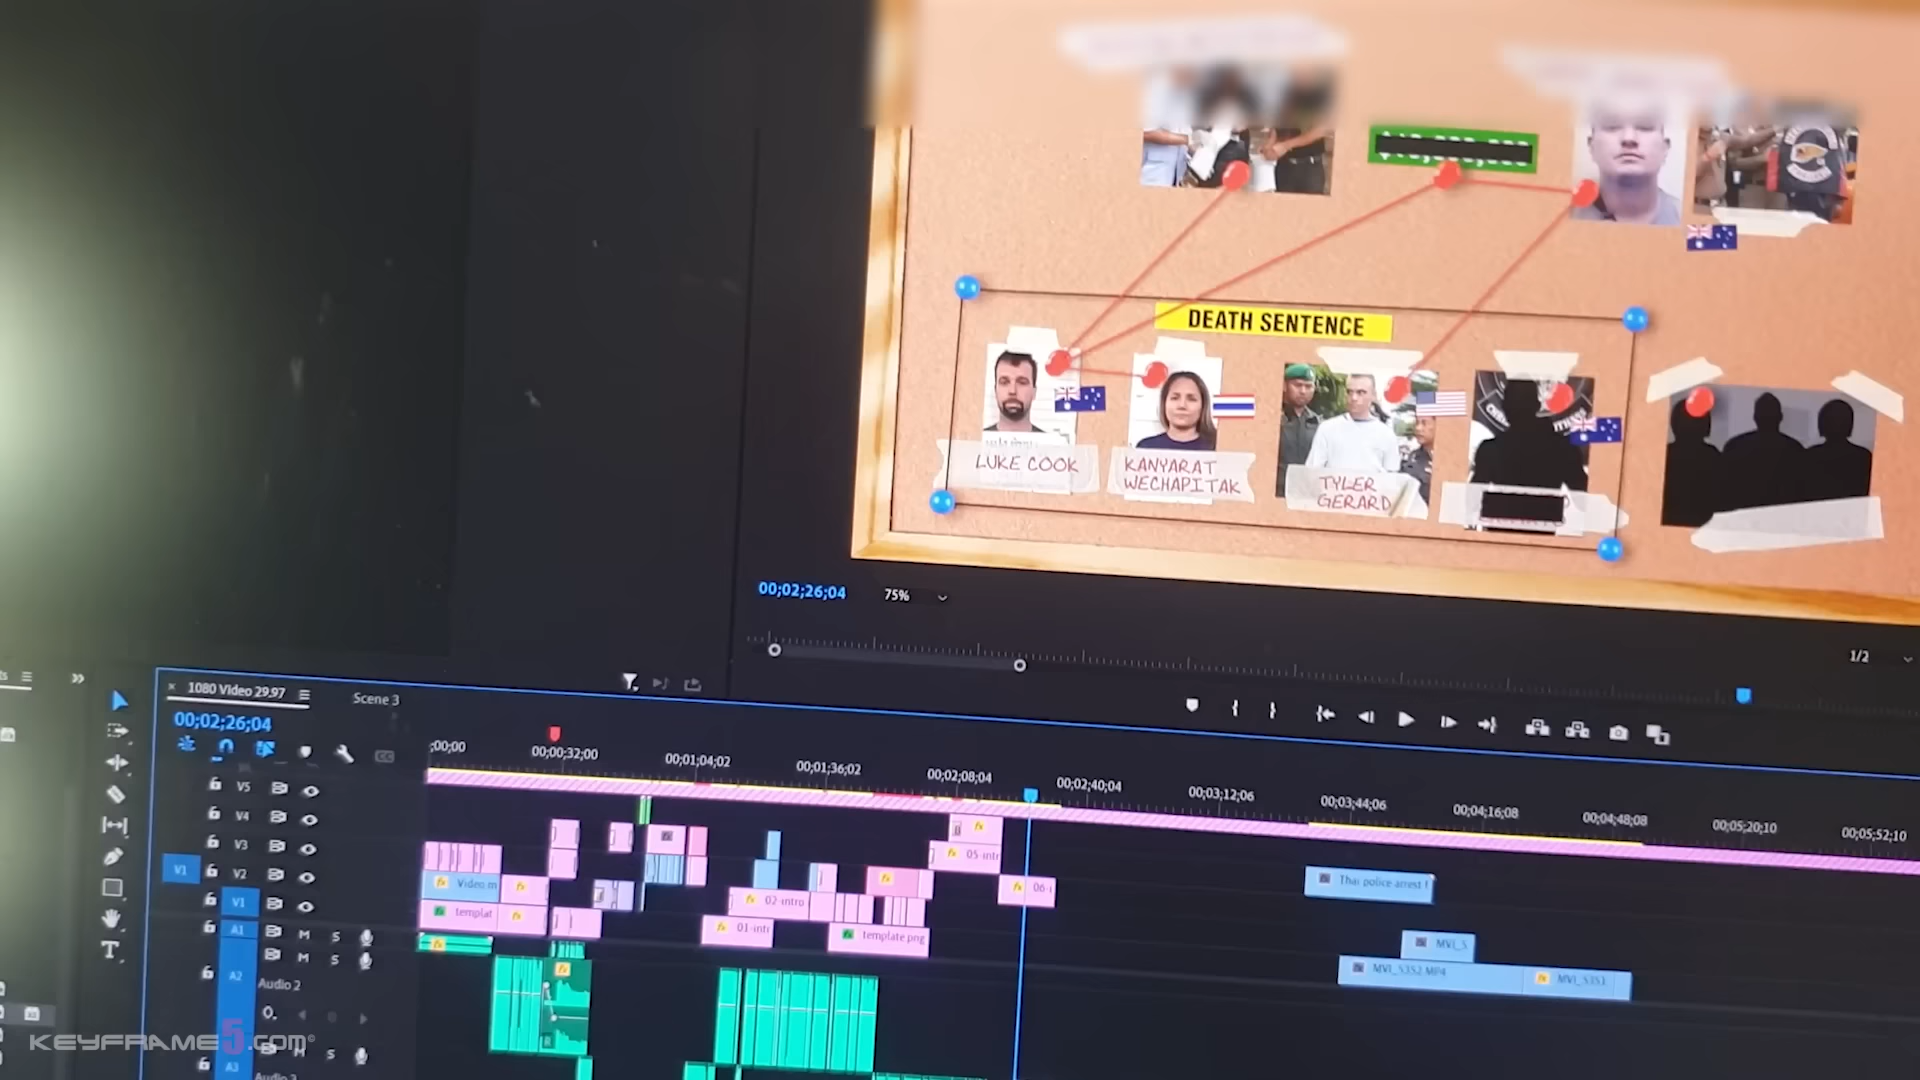 DEATH SENTENCE
LUKE COOK
KANYARAT
WECHAPITAK
TYLER
GERARD
00;02;26;04
75%
1/2
1080 Video 29.97
Scene 3
00;02;26;04
;00;00
00;00;32;00
00;01;04;02
00;01;36;02
00;02;08;04
00;02;40;04
00;03;12;06
00;03;44;06
00;04;16;08
00;04;48;08
00;05;20;10
00;05;52;10
V5
V4
V3
V1
V2
V1
A1
M
S
M
S
A2
Audio 2
M
S
A3
Audio 3
Video m
templat
02-intro
01-int
template png
05-intr
06-i
Thai police arrest f
MVI_5
MVI_5352.MP4
MVI_5351
KEYFRAME5.COM